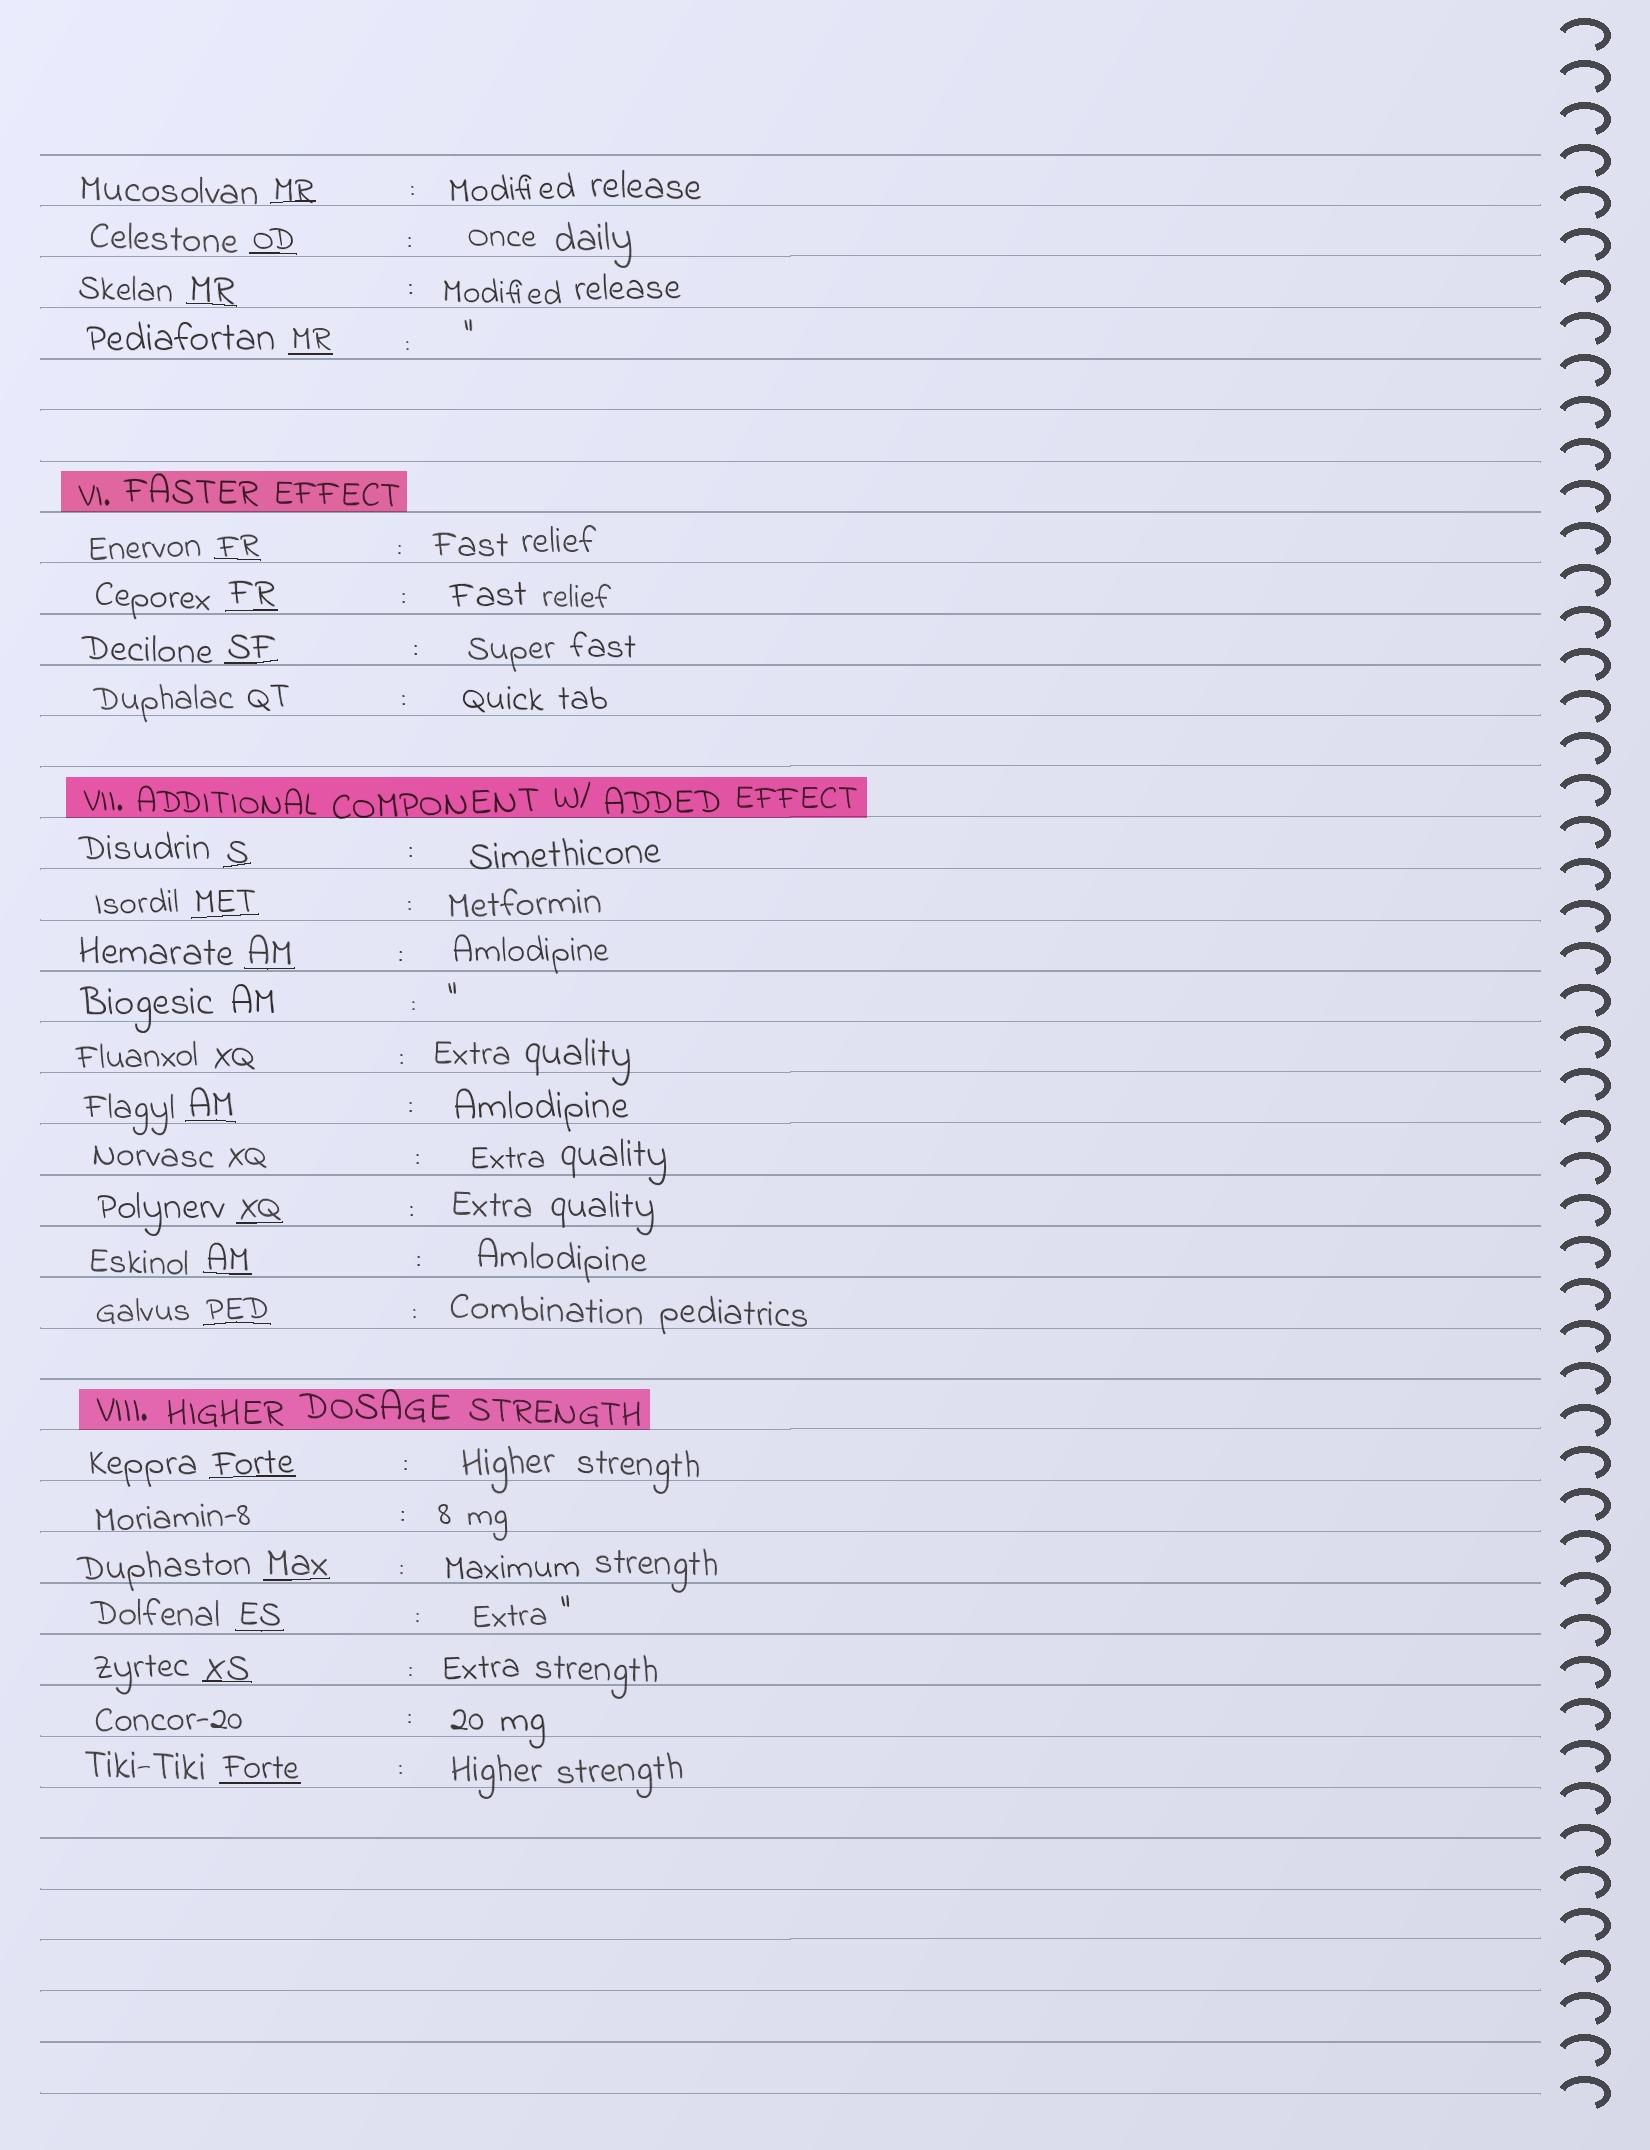 Mucosolvan MR : Modified release
Celestone OD : Once daily
Skelan MR : Modified release
Pediafortan MR : "
VI. FASTER EFFECT
Enervon FR : Fast relief
Ceporex FR : Fast relief
Decilone SF : Super fast
Duphalac QT : Quick tab
VII. ADDITIONAL COMPONENT W/ ADDED EFFECT
Disudrin S : Simethicone
Isordil MET : Metformin
Hemarate AM : Amlodipine
Biogesic AM : "
Fluanxol XQ : Extra quality
Flagyl AM : Amlodipine
Norvasc XQ : Extra quality
Polynerv XQ : Extra quality
Eskinol AM : Amlodipine
Galvus PED : Combination pediatrics
VIII. HIGHER DOSAGE STRENGTH
Keppra Forte : Higher strength
Moriamin-8 : 8 mg
Duphaston Max : Maximum strength
Dolfenal ES : Extra "
Zyrtec XS : Extra strength
Concor-20 : 20 mg
Tiki-Tiki Forte : Higher strength